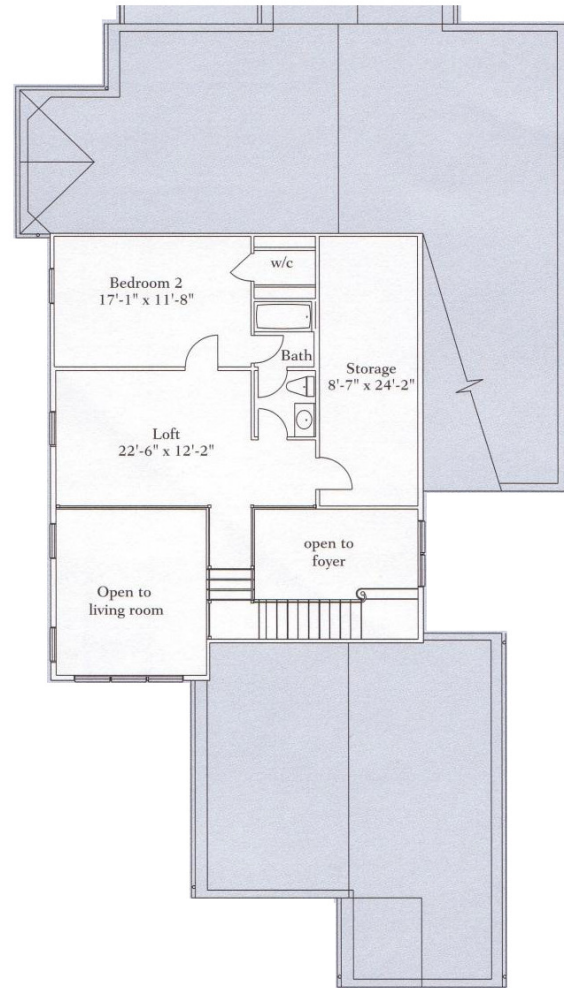 Bedroom 2
17'-1" x 11'-8"
w/c
Bath
Storage
8'-7" x 24'-2"
Loft
22'-6" x 12'-2"
open to
foyer
Open to
living room